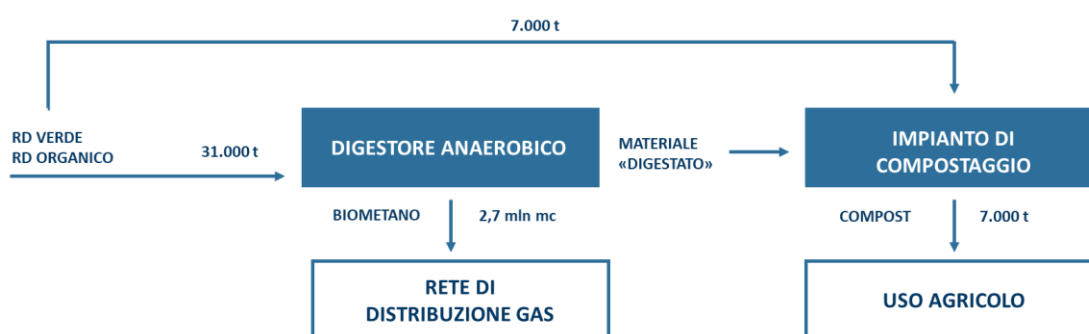 7.000 t
RD VERDE
RD ORGANICO
31.000 t
DIGESTORE ANAEROBICO
MATERIALE
«DIGESTATO»
IMPIANTO DI
COMPOSTAGGIO
BIOMETANO
2,7 mln mc
COMPOST
7.000 t
RETE DI
DISTRIBUZIONE GAS
USO AGRICOLO